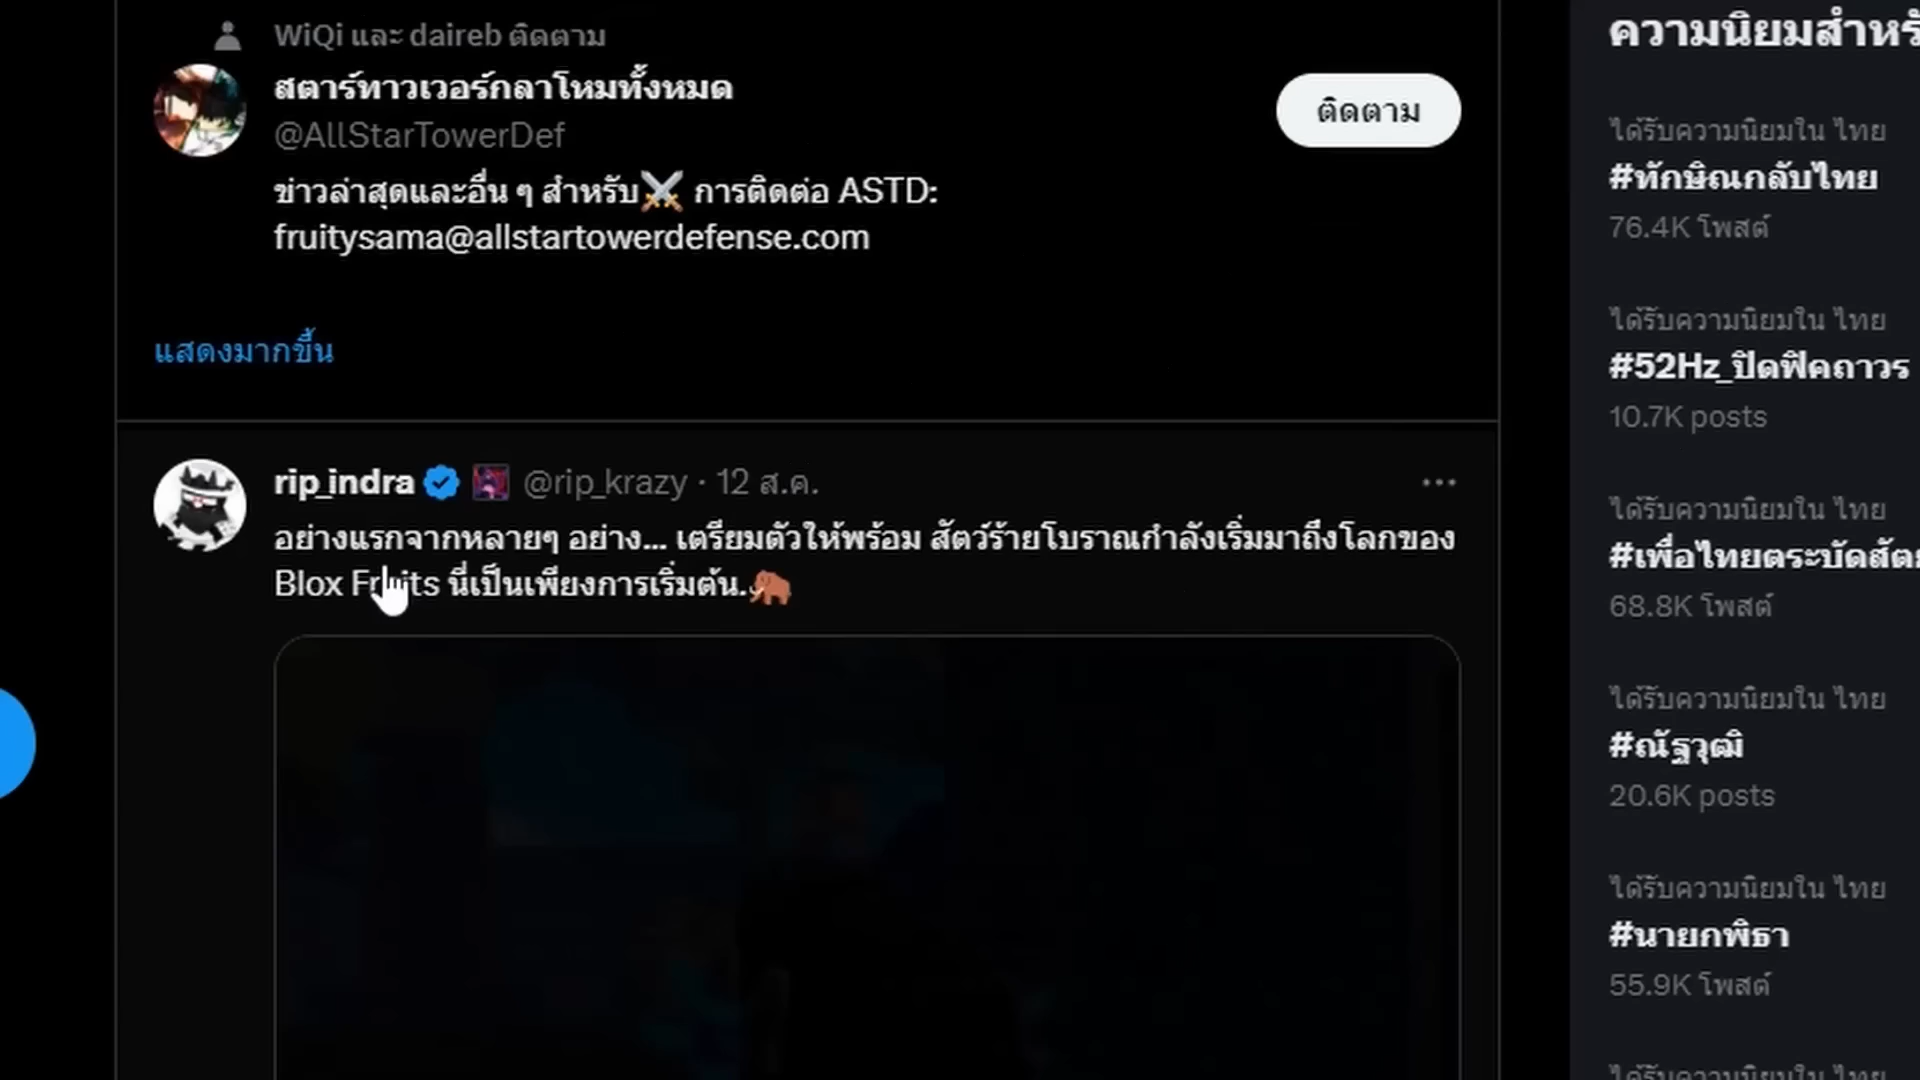 WiQi และ daireb ติดตาม
สตาร์ทาวเวอร์กลาโหมทั้งหมด
@AllStarTowerDef
ติดตาม
ข่าวล่าสุดและอื่น ๆ สำหรับ⚔️ การติดต่อ ASTD:
fruitysama@allstartowerdefense.com
แสดงมากขึ้น
rip_indra @rip_krazy · 12 ส.ค.
อย่างแรกจากหลายๆ อย่าง... เตรียมตัวให้พร้อม สัตว์ร้ายโบราณกำลังเริ่มมาถึงโลกของ
Blox Fruits นี่เป็นเพียงการเริ่มต้น.🦣
ความนิยมสำหรั
ได้รับความนิยมใน ไทย
#ทักษิณกลับไทย
76.4K โพสต์
ได้รับความนิยมใน ไทย
#52Hz_ปิดฟิคถาวร
10.7K posts
ได้รับความนิยมใน ไทย
#เพื่อไทยตระบัดสัต
68.8K โพสต์
ได้รับความนิยมใน ไทย
#ณัฐวุฒิ
20.6K posts
ได้รับความนิยมใน ไทย
#นายกพิธา
55.9K โพสต์
ได้รับความนิยมใน ไทย